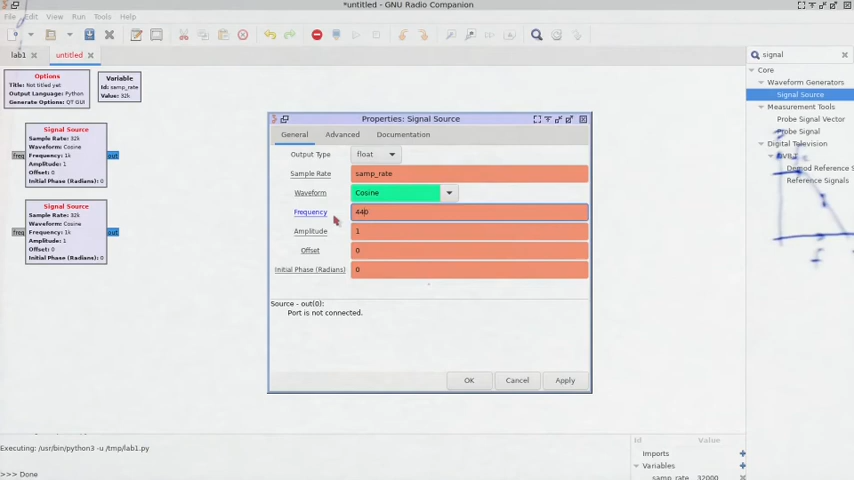 *untitled - GNU Radio Companion
File Edit View Run Tools Help
lab1 untitled
signal
Options
Title: Not titled yet
Output Language: Python
Generate Options: QT GUI
Variable
Id: samp_rate
Value: 32k
Signal Source
Sample Rate: 32k
Waveform: Cosine
freq Frequency: 1k out
Amplitude: 1
Offset: 0
Initial Phase (Radians): 0
Signal Source
Sample Rate: 32k
Waveform: Cosine
freq Frequency: 1k out
Amplitude: 1
Offset: 0
Initial Phase (Radians): 0
Properties: Signal Source
General Advanced Documentation
Output Type float
Sample Rate samp_rate
Waveform Cosine
Frequency 440
Amplitude 1
Offset 0
Initial Phase (Radians) 0
Source - out(0):
Port is not connected.
OK Cancel Apply
Core
Waveform Generators
Signal Source
Measurement Tools
Probe Signal Vector
Probe Signal
Digital Television
Demod Reference S
Reference Signals
Executing: /usr/bin/python3 -u /tmp/lab1.py
>>> Done
Id Value
Imports
Variables
samp_rate 32000